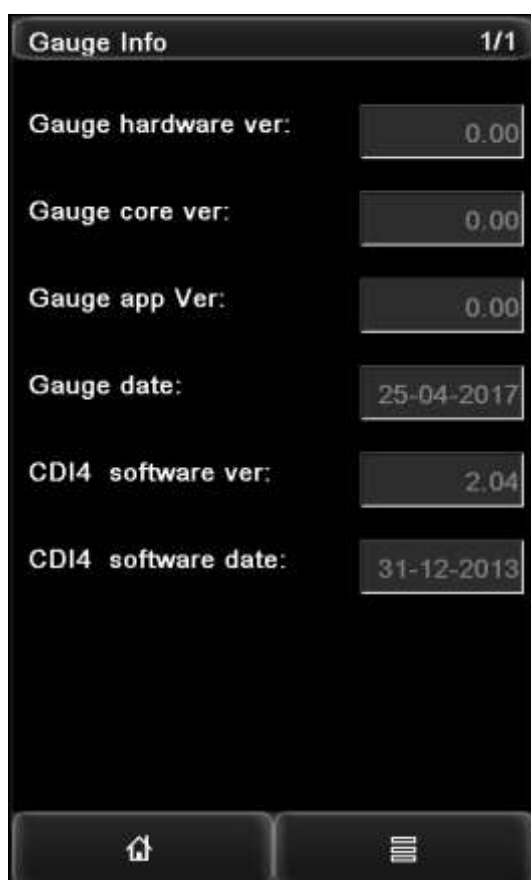 Gauge Info 1/1
Gauge hardware ver: 0.00
Gauge core ver: 0.00
Gauge app Ver: 0.00
Gauge date: 25-04-2017
CDI4 software ver: 2.04
CDI4 software date: 31-12-2013